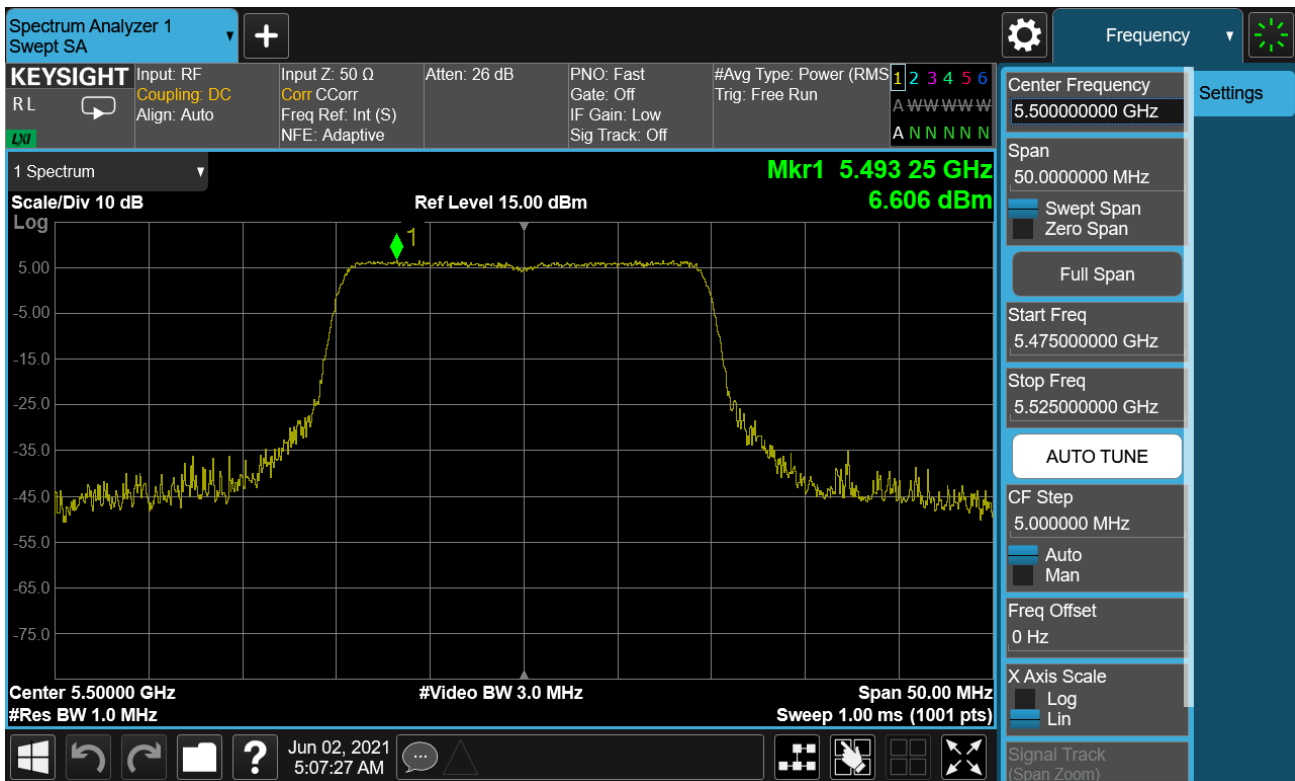 Spectrum Analyzer 1
Swept SA
Frequency
KEYSIGHT
R L
LXI
Input: RF
Coupling: DC
Align: Auto
Input Z: 50 Ω
Corr CCorr
Freq Ref: Int (S)
NFE: Adaptive
Atten: 26 dB
PNO: Fast
Gate: Off
IF Gain: Low
Sig Track: Off
#Avg Type: Power (RMS
Trig: Free Run
1 2 3 4 5 6
A W W W W W
A N N N N N
1 Spectrum
Mkr1 5.493 25 GHz
6.606 dBm
Scale/Div 10 dB
Ref Level 15.00 dBm
Log
1
5.00
-5.00
-15.0
-25.0
-35.0
-45.0
-55.0
-65.0
-75.0
Center 5.50000 GHz
#Video BW 3.0 MHz
Span 50.00 MHz
#Res BW 1.0 MHz
Sweep 1.00 ms (1001 pts)
Jun 02, 2021
5:07:27 AM
Center Frequency
5.500000000 GHz
Settings
Span
50.0000000 MHz
Swept Span
Zero Span
Full Span
Start Freq
5.475000000 GHz
Stop Freq
5.525000000 GHz
AUTO TUNE
CF Step
5.000000 MHz
Auto
Man
Freq Offset
0 Hz
X Axis Scale
Log
Lin
Signal Track
(Span Zoom)